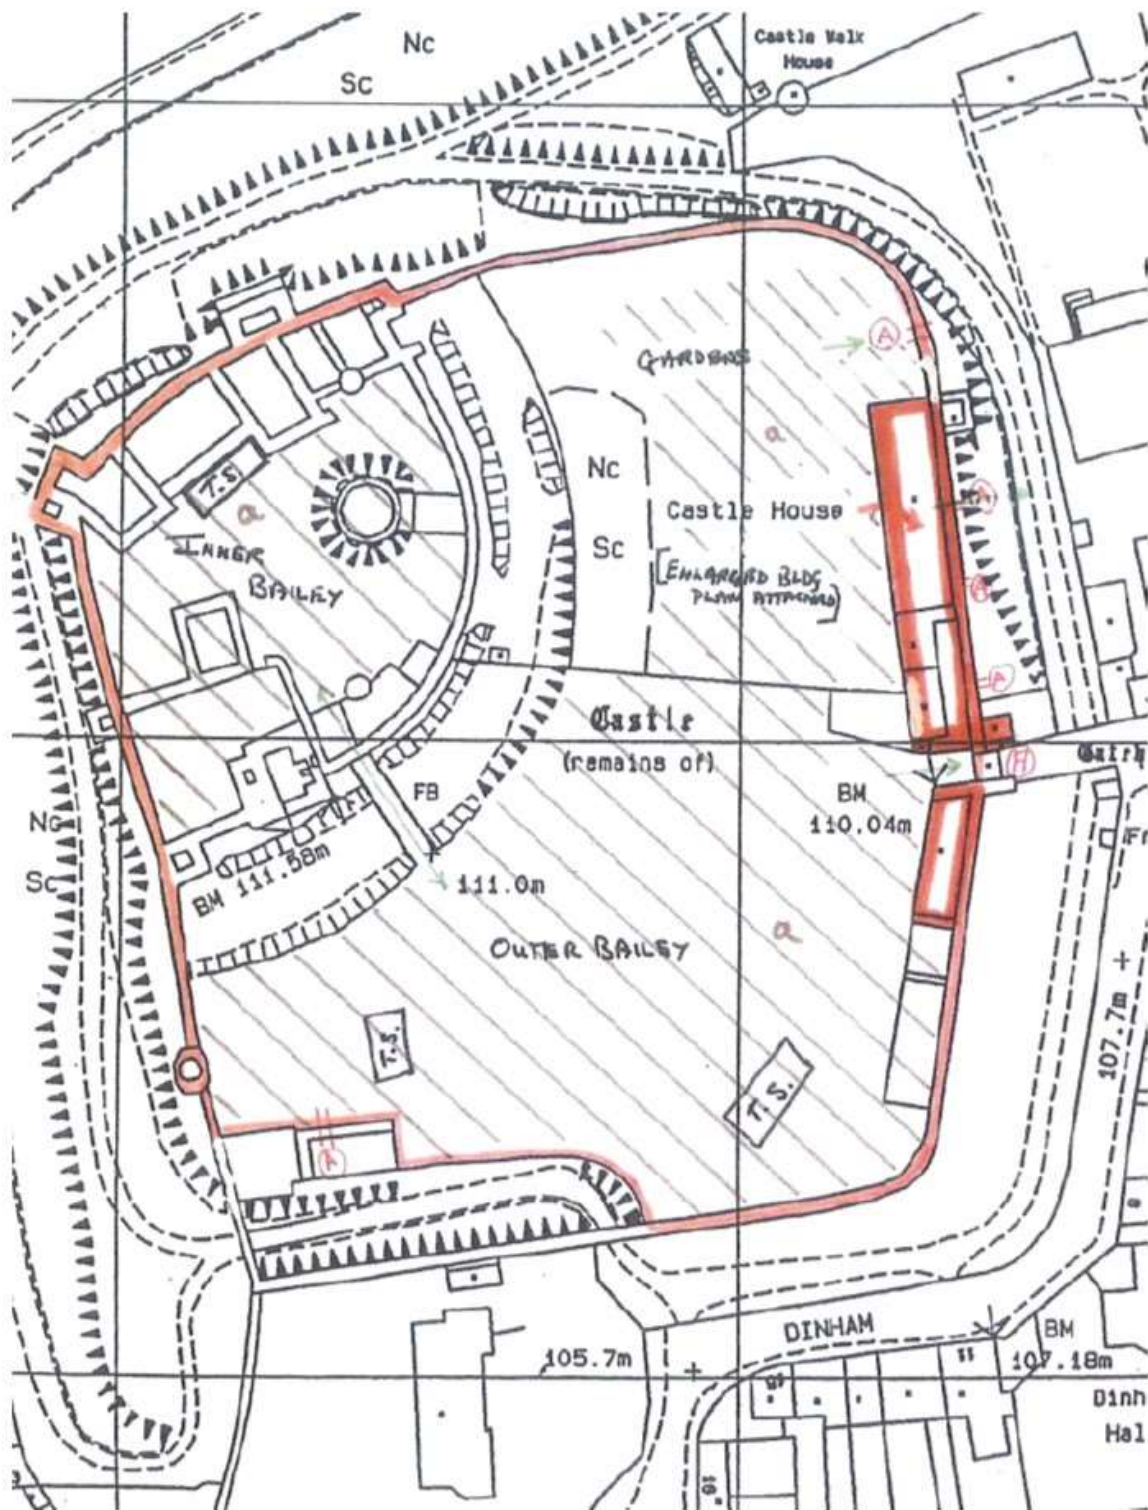 Nc
Sc
Castle Walk
House
GARDENS
A
a
Nc
Sc
Castle House
[ENLARGED BLDG
PLAN ATTACHED]
T.S.
a
INNER
BAILEY
A
A
A
Castle
(remains of)
FB
BM
110.04m
Nc
Sc
BM 111.58m
111.0m
OUTER BAILEY
a
107.7m
T.S.
T.S.
A
DINHAM
BM
107.18m
105.7m
11
16
Dinh
Hal